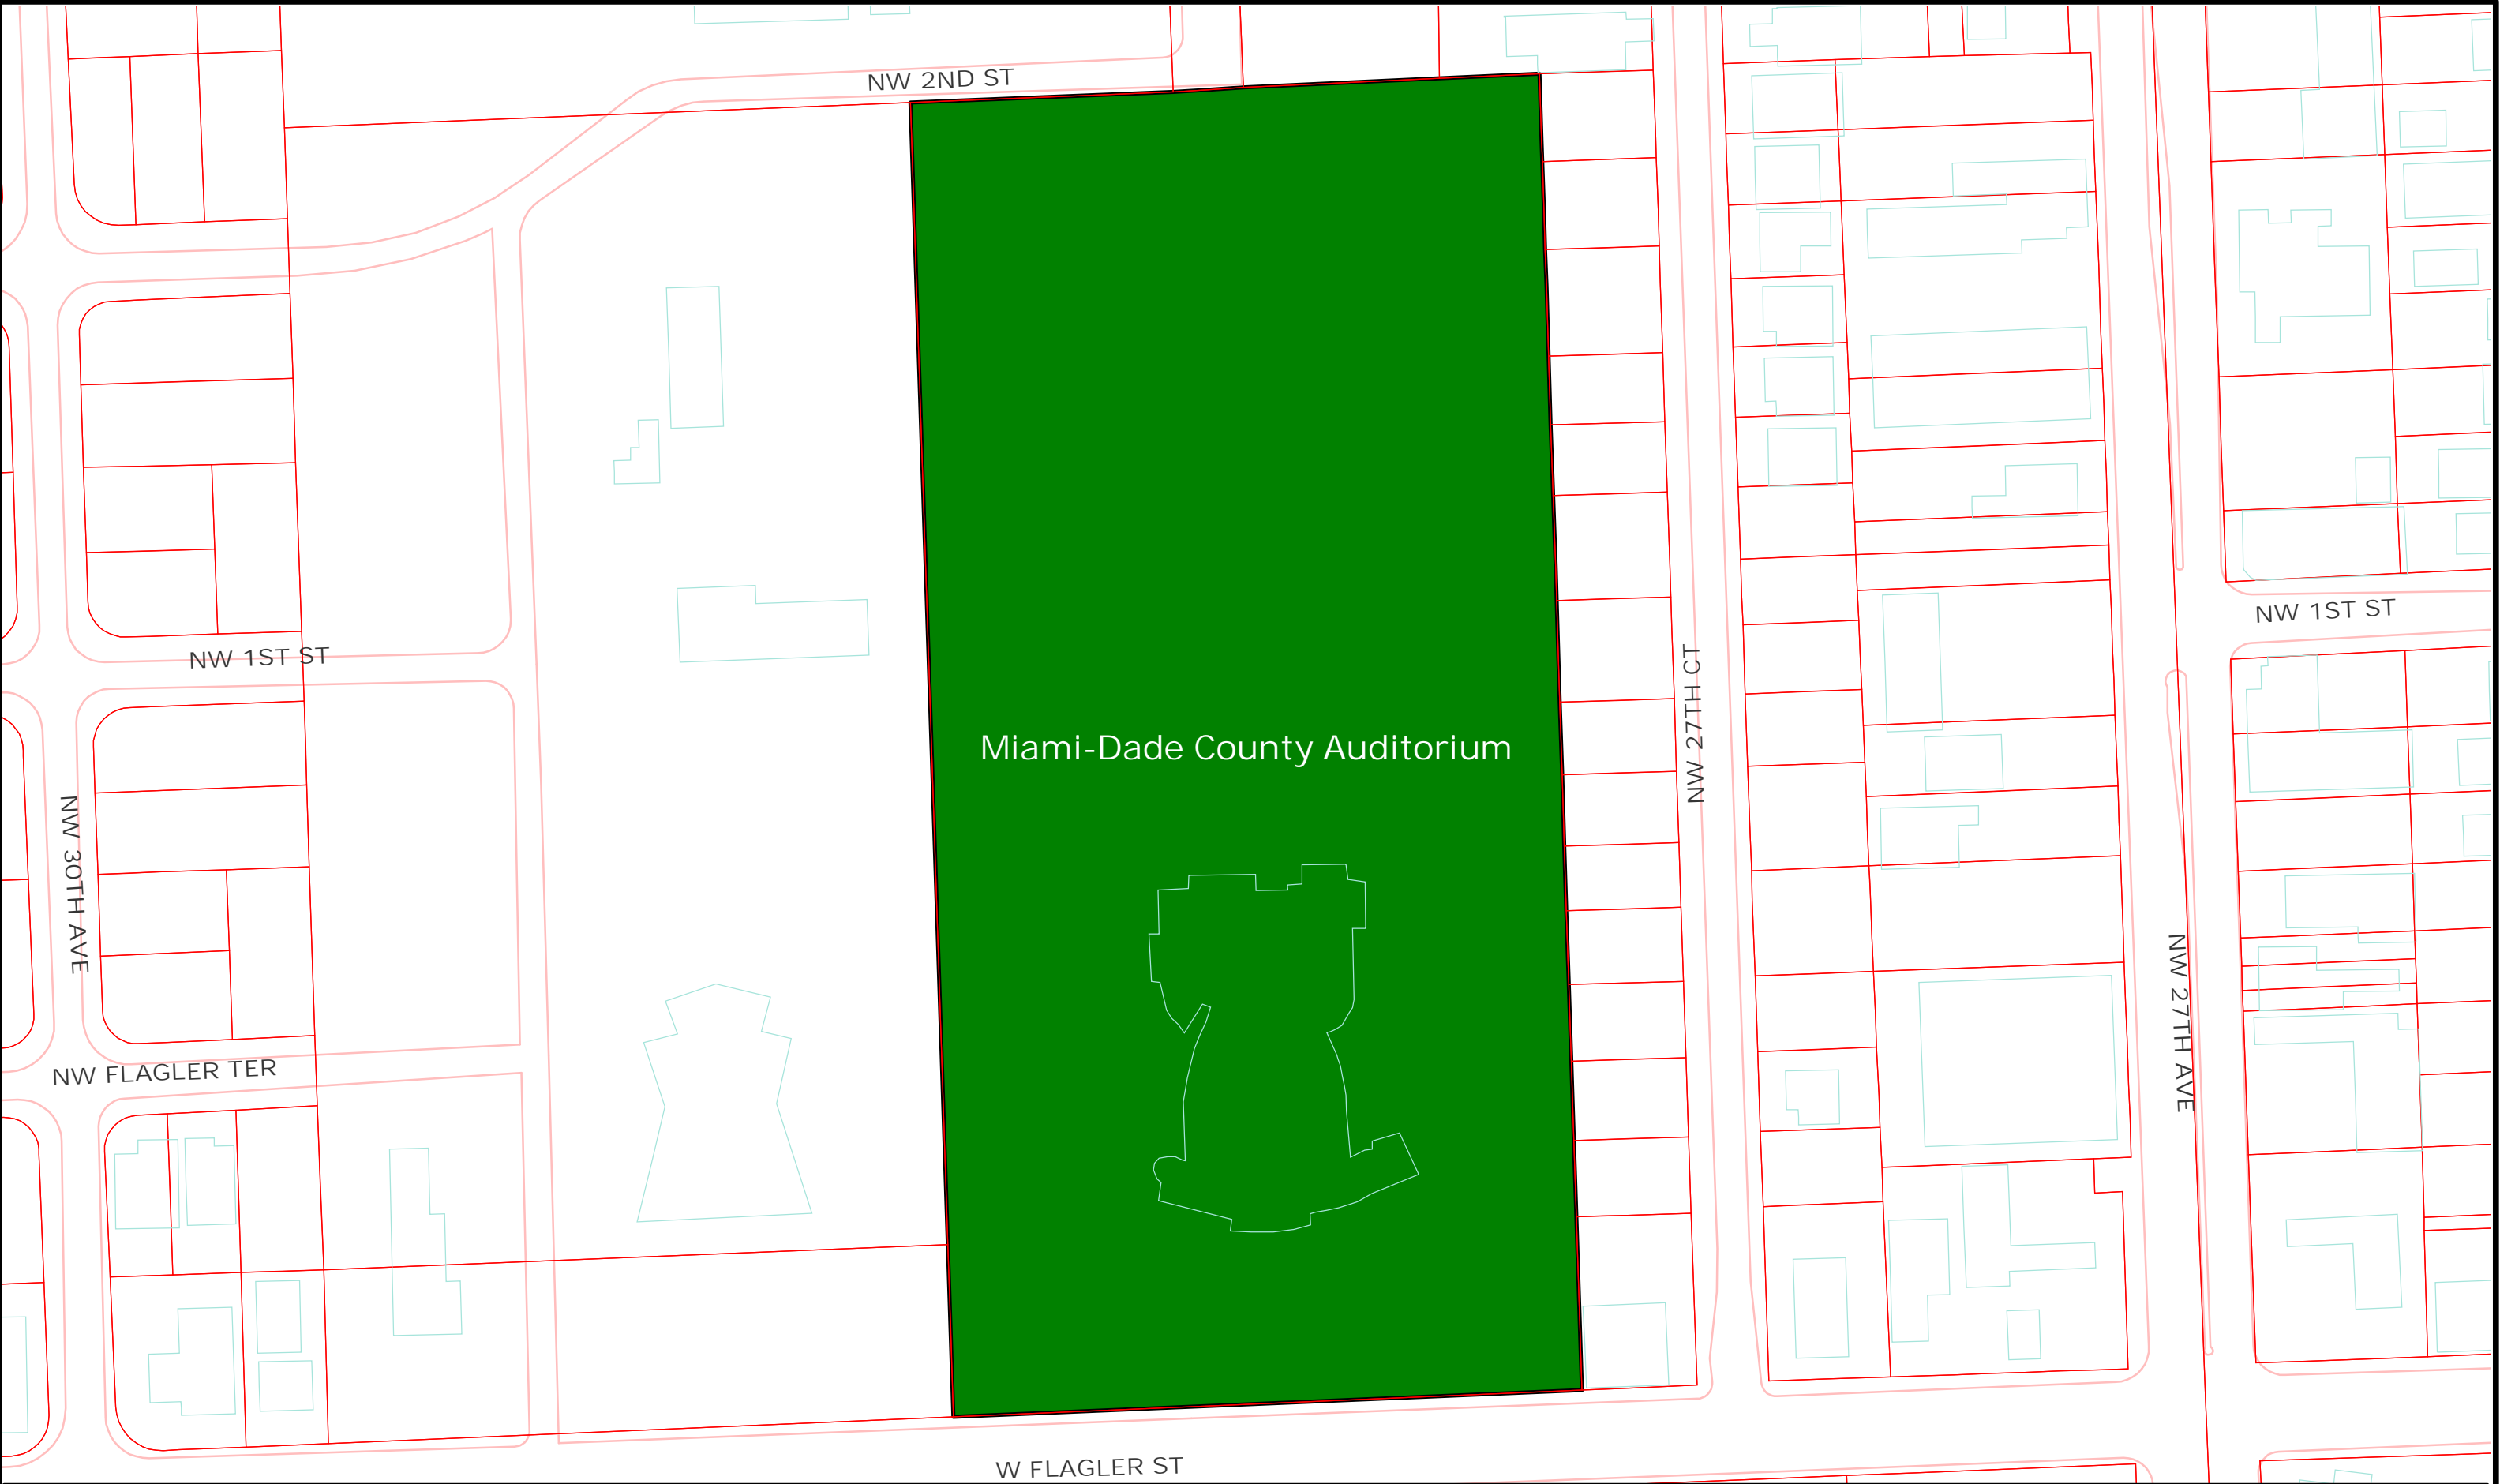 NW 2ND ST
NW 1ST ST
NW 1ST ST
NW 27TH CT
Miami-Dade County Auditorium
NW 30TH AVE
NW 27TH AVE
NW FLAGLER TER
W FLAGLER ST